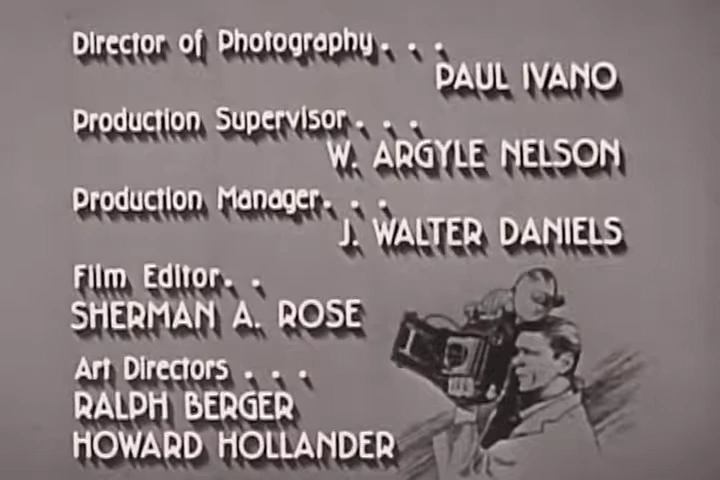 Director of Photography. . .
PAUL IVANO
Production Supervisor. . .
W. ARGYLE NELSON
Production Manager. . .
J. WALTER DANIELS
Film Editor. . .
SHERMAN A. ROSE
Art Directors . . .
RALPH BERGER
HOWARD HOLLANDER